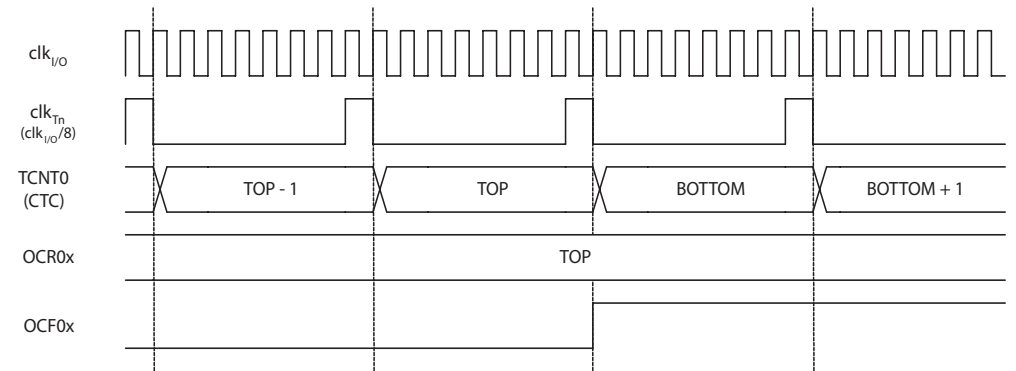 clkI/O
clkTn
(clkI/O/8)
TCNT0
(CTC)
TOP - 1
TOP
BOTTOM
BOTTOM + 1
OCR0x
TOP
OCF0x